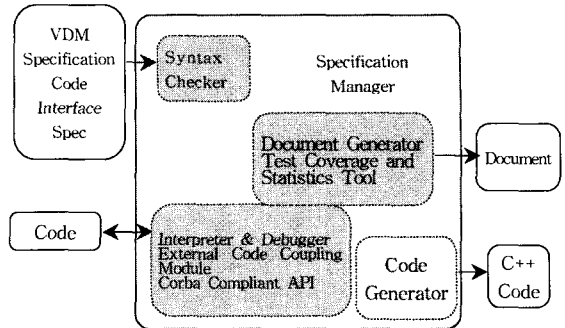 VDM
Specification
Code
Interface
Spec
Syntax
Checker
Specification
Manager
Document Generator
Test Coverage and
Statistics Tool
Document
Code
Interpreter & Debugger
External Code Coupling
Module
Corba Compliant API
Code
Generator
C++
Code